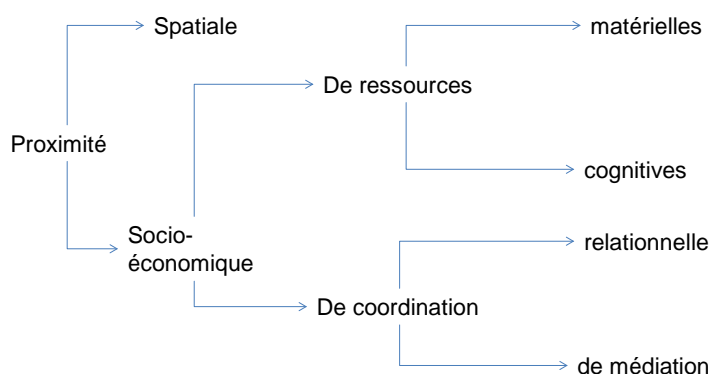 Spatiale
matérielles
De ressources
Proximité
cognitives
Socio-
économique
relationnelle
De coordination
de médiation